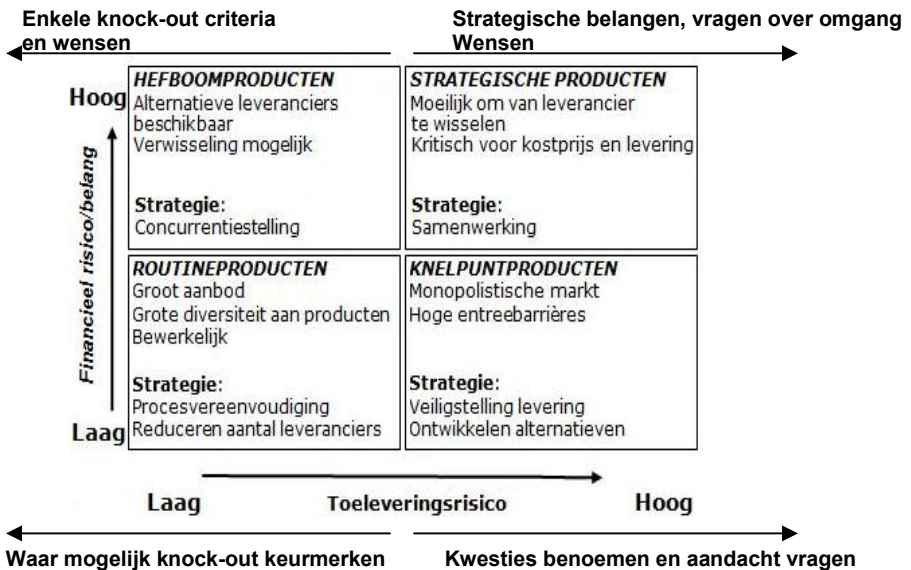 Enkele knock-out criteria
en wensen
Strategische belangen, vragen over omgang
Wensen
Hoog
Financieel risico/belang
Laag
HEFBOOMPRODUCTEN
Alternatieve leveranciers
beschikbaar
Verwisseling mogelijk
Strategie:
Concurrentiestelling
STRATEGISCHE PRODUCTEN
Moeilijk om van leverancier
te wisselen
Kritisch voor kostprijs en levering
Strategie:
Samenwerking
ROUTINEPRODUCTEN
Groot aanbod
Grote diversiteit aan producten
Bewerkelijk
Strategie:
Procesvereenvoudiging
Reduceren aantal leveranciers
KNELPUNTPRODUCTEN
Monopolistische markt
Hoge entreebarrières
Strategie:
Veiligstelling levering
Ontwikkelen alternatieven
Laag
Toeleveringsrisico
Hoog
Waar mogelijk knock-out keurmerken
Kwesties benoemen en aandacht vragen